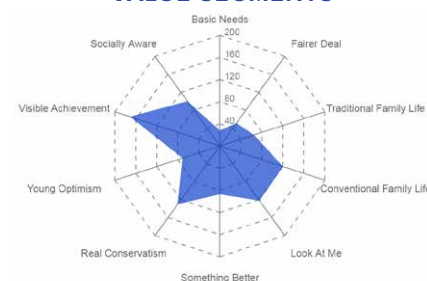 VALUE SEGMENTS
Basic Needs
200
Socially Aware
Fairer Deal
160
120
80
Visible Achievement
Traditional Family Life
40
Young Optimism
Conventional Family Life
Real Conservatism
Look At Me
Something Better